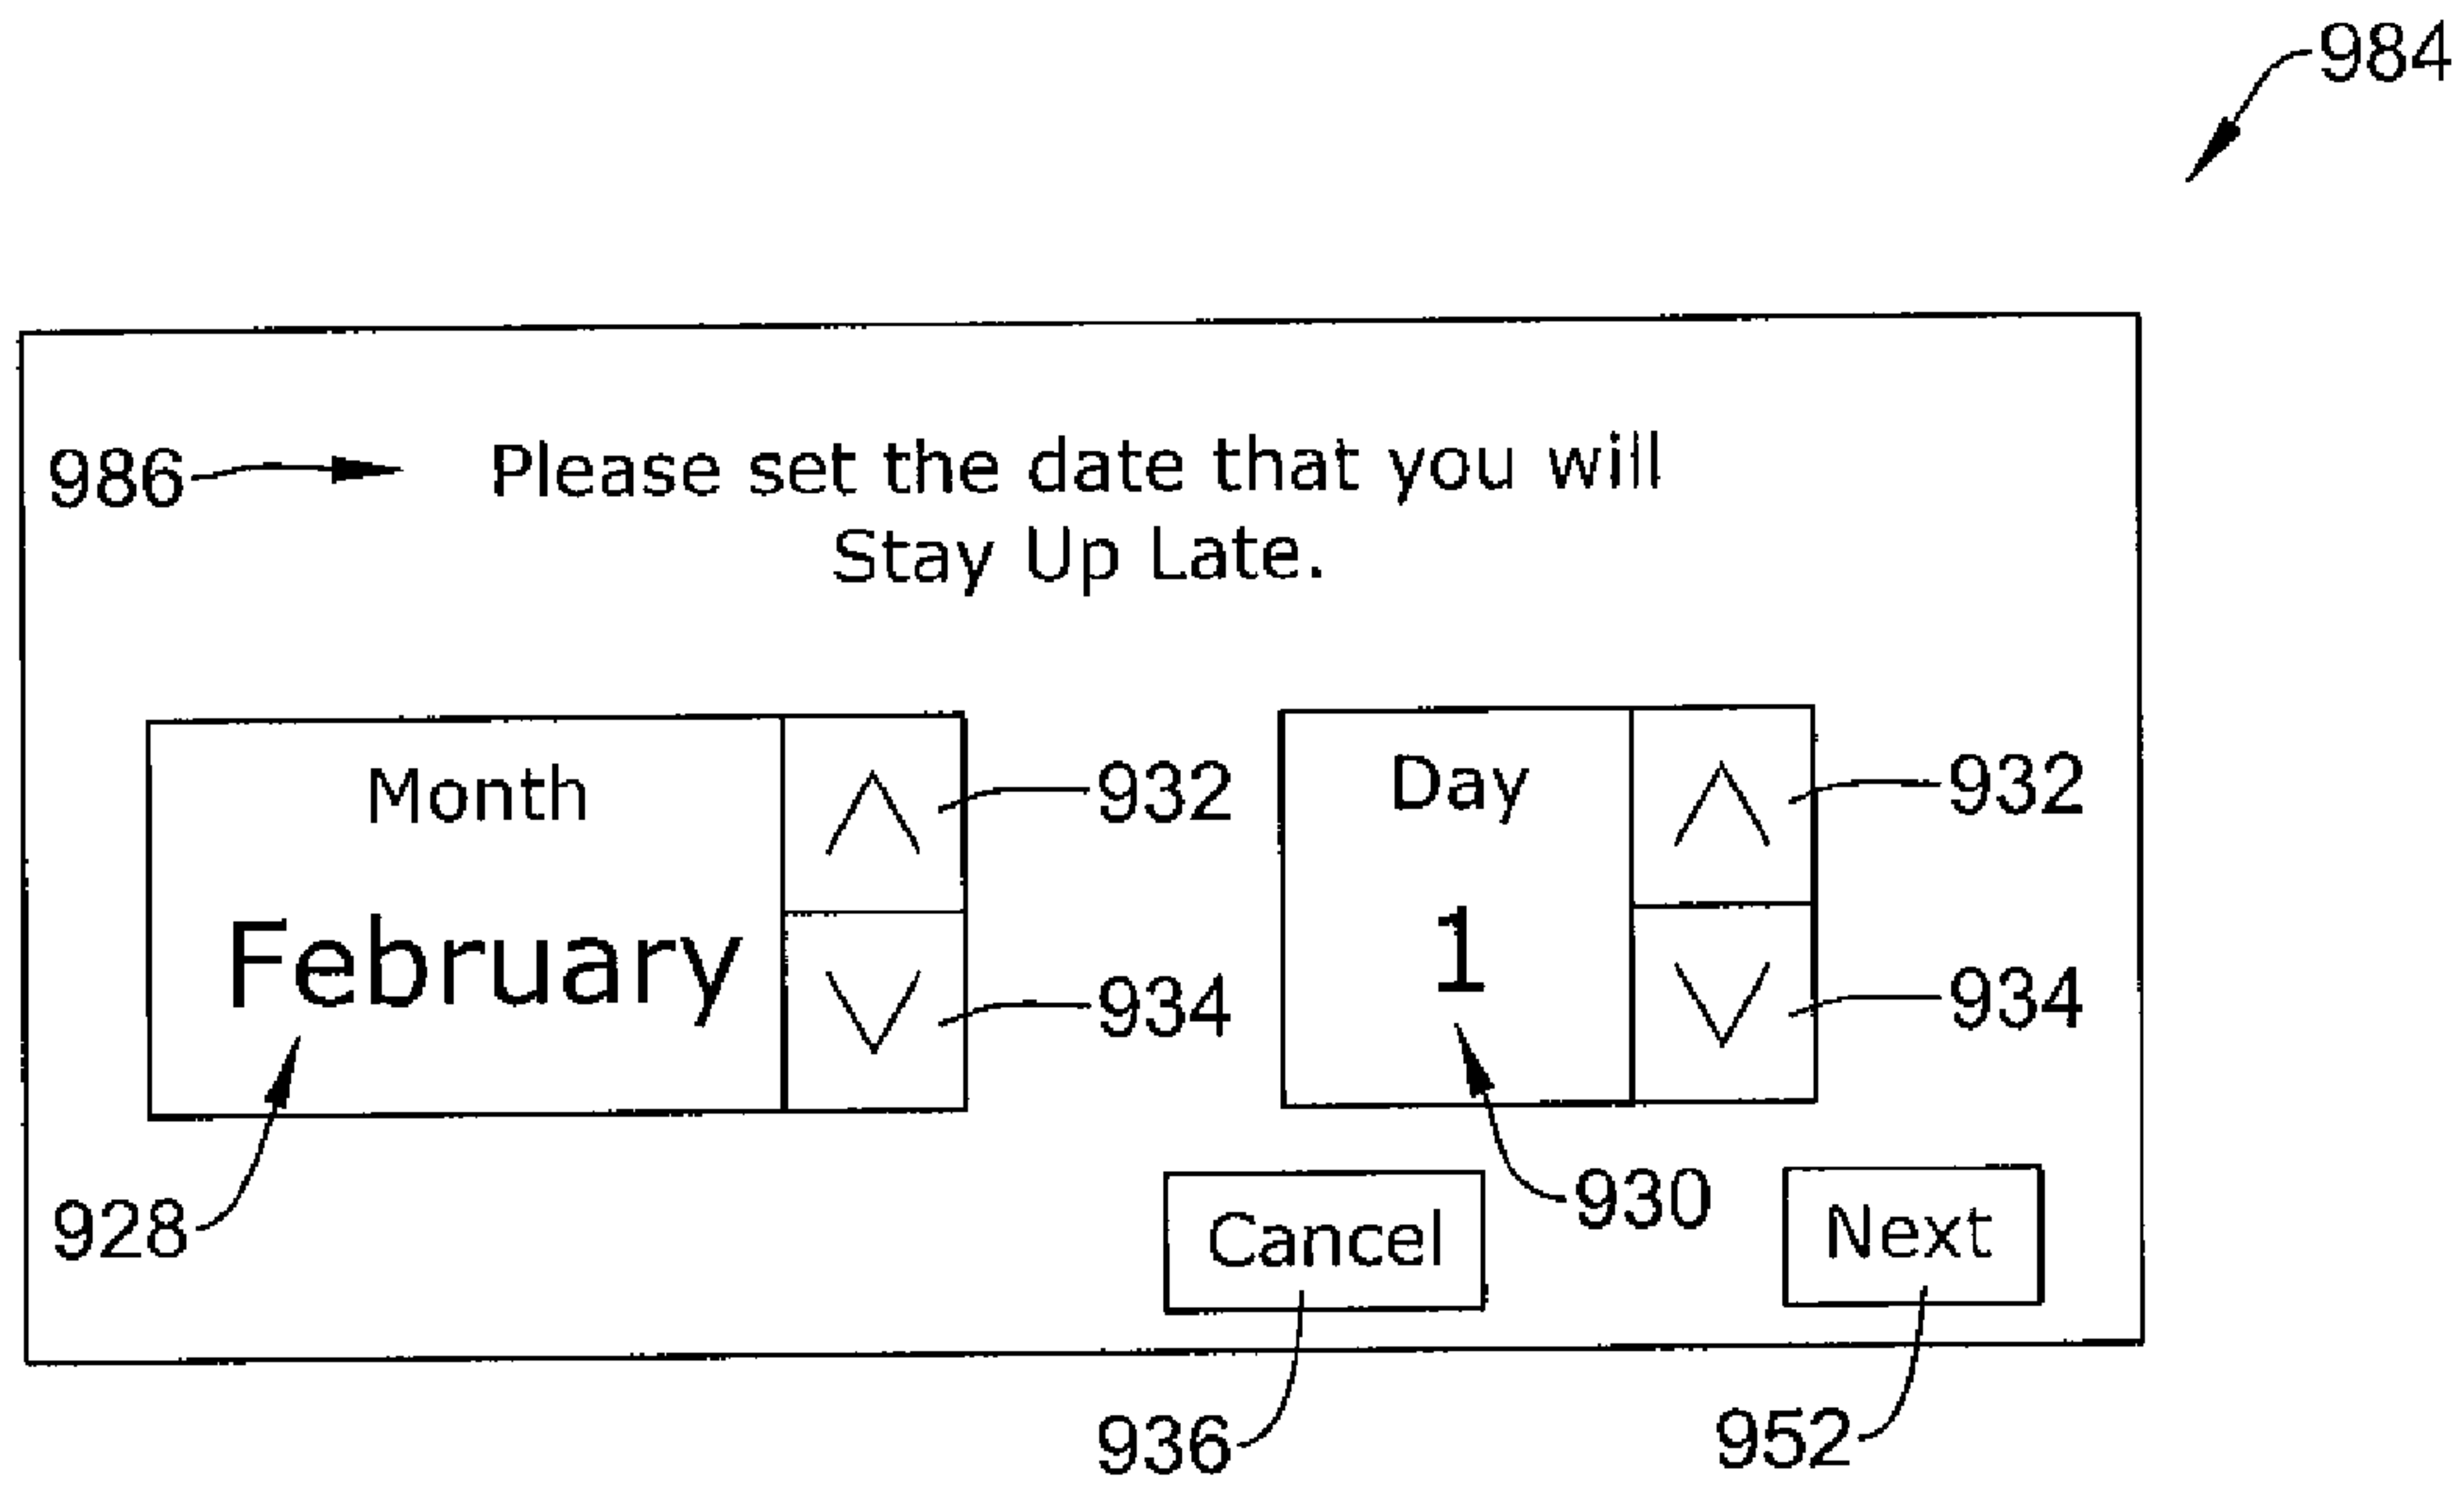 984
986 Please set the date that you will
Stay Up Late.
Month 932 Day 932
February 934 1 934
928 Cancel 930 Next
936 952